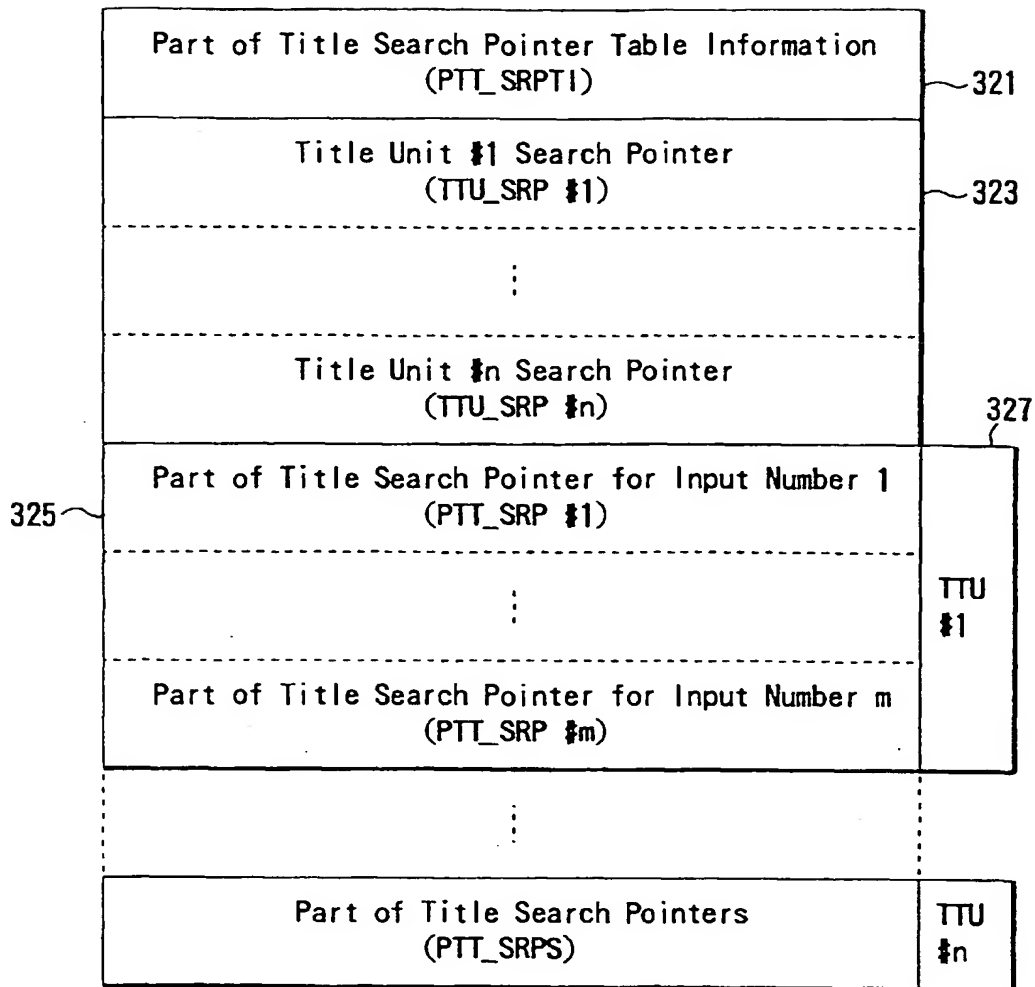 Part of Title Search Pointer Table Information
(PTT_SRPTI)
321
Title Unit #1 Search Pointer
(TTU_SRP #1)
323
Title Unit #n Search Pointer
(TTU_SRP #n)
327
Part of Title Search Pointer for Input Number 1
(PTT_SRP #1)
325
TTU
#1
Part of Title Search Pointer for Input Number m
(PTT_SRP #m)
Part of Title Search Pointers
(PTT_SRPS)
TTU
#n